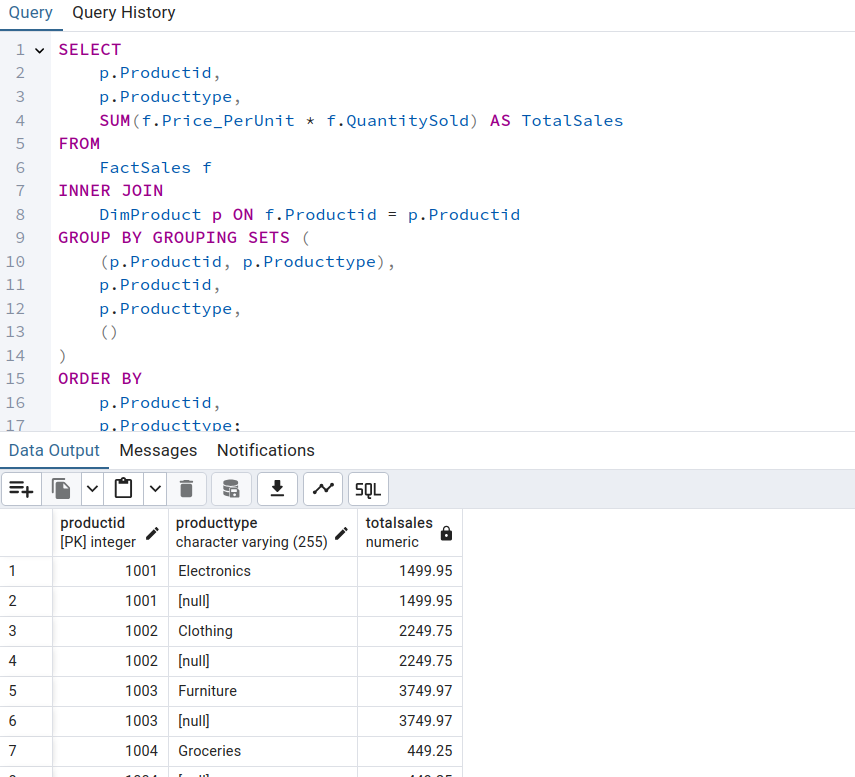 Query Query History
1 SELECT
2 p.Productid,
3 p.Producttype,
4 SUM(f.Price_PerUnit * f.QuantitySold) AS TotalSales
5 FROM
6 FactSales f
7 INNER JOIN
8 DimProduct p ON f.Productid = p.Productid
9 GROUP BY GROUPING SETS (
10 (p.Productid, p.Producttype),
11 p.Productid,
12 p.Producttype,
13 ()
14 )
15 ORDER BY
16 p.Productid,
17 p.Producttype;
Data Output Messages Notifications
SQL
productid producttype totalsales
[PK] integer character varying (255) numeric
1 1001 Electronics 1499.95
2 1001 [null] 1499.95
3 1002 Clothing 2249.75
4 1002 [null] 2249.75
5 1003 Furniture 3749.97
6 1003 [null] 3749.97
7 1004 Groceries 449.25